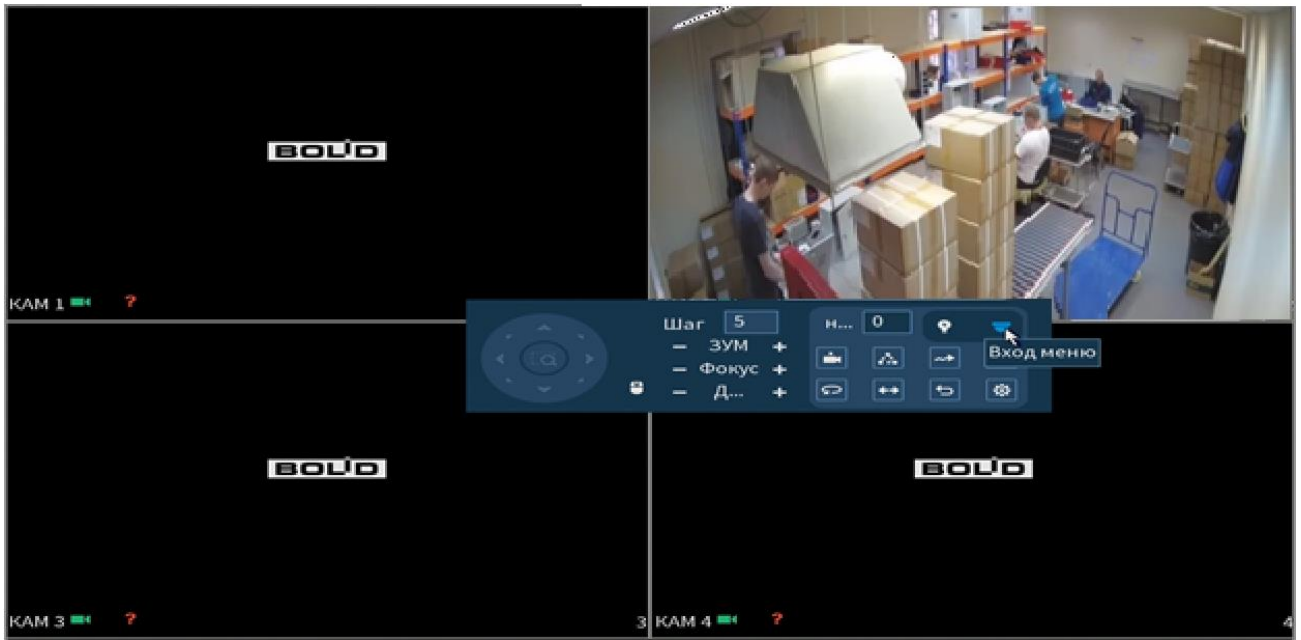 BOLID
КАМ 1 ?
Шаг 5 н... 0
− ЗУМ +
Вход меню
− Фокус +
− Д... +
BOLID
BOLID
КАМ 3 ? 3
КАМ 4 ? 4